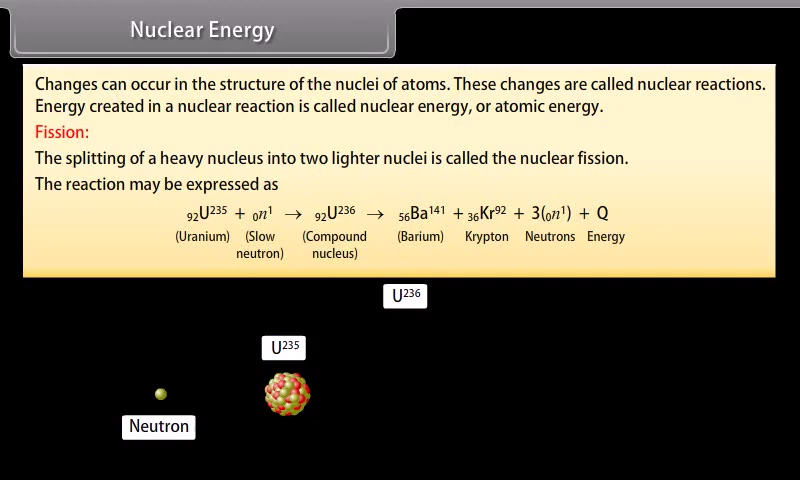 Nuclear Energy
Changes can occur in the structure of the nuclei of atoms. These changes are called nuclear reactions.
Energy created in a nuclear reaction is called nuclear energy, or atomic energy.
Fission:
The splitting of a heavy nucleus into two lighter nuclei is called the nuclear fission.
The reaction may be expressed as
₉₂U²³⁵ + ₀n¹ → ₉₂U²³⁶ → ₅₆Ba¹⁴¹ + ₃₆Kr⁹² + 3(₀n¹) + Q
(Uranium) (Slow neutron) (Compound nucleus) (Barium) Krypton Neutrons Energy
U²³⁶
U²³⁵
Neutron